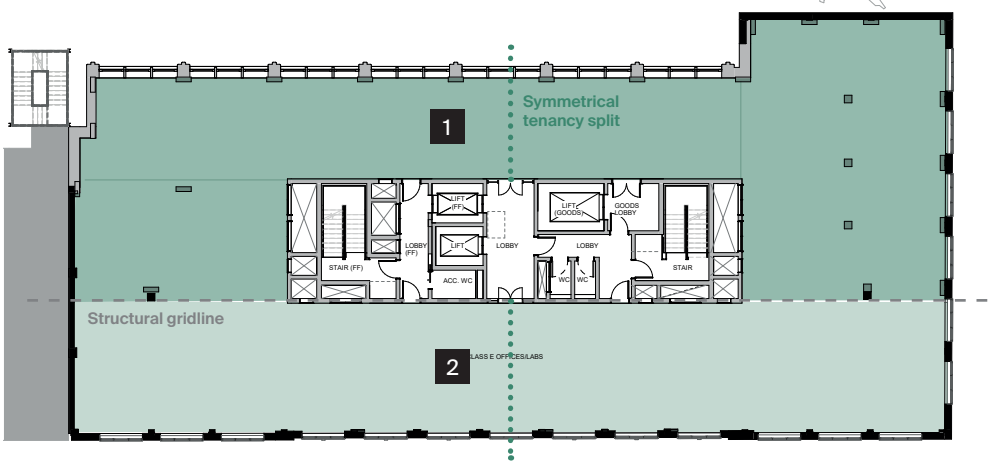 1
Symmetrical
tenancy split
LIFT
(FF)
LIFT
(GOODS)
GOODS
LOBBY
LOBBY
(FF)
LIFT
LOBBY
LOBBY
STAIR (FF)
ACC. WC
WC
WC
STAIR
Structural gridline
2
LASS E OFFICES/LABS